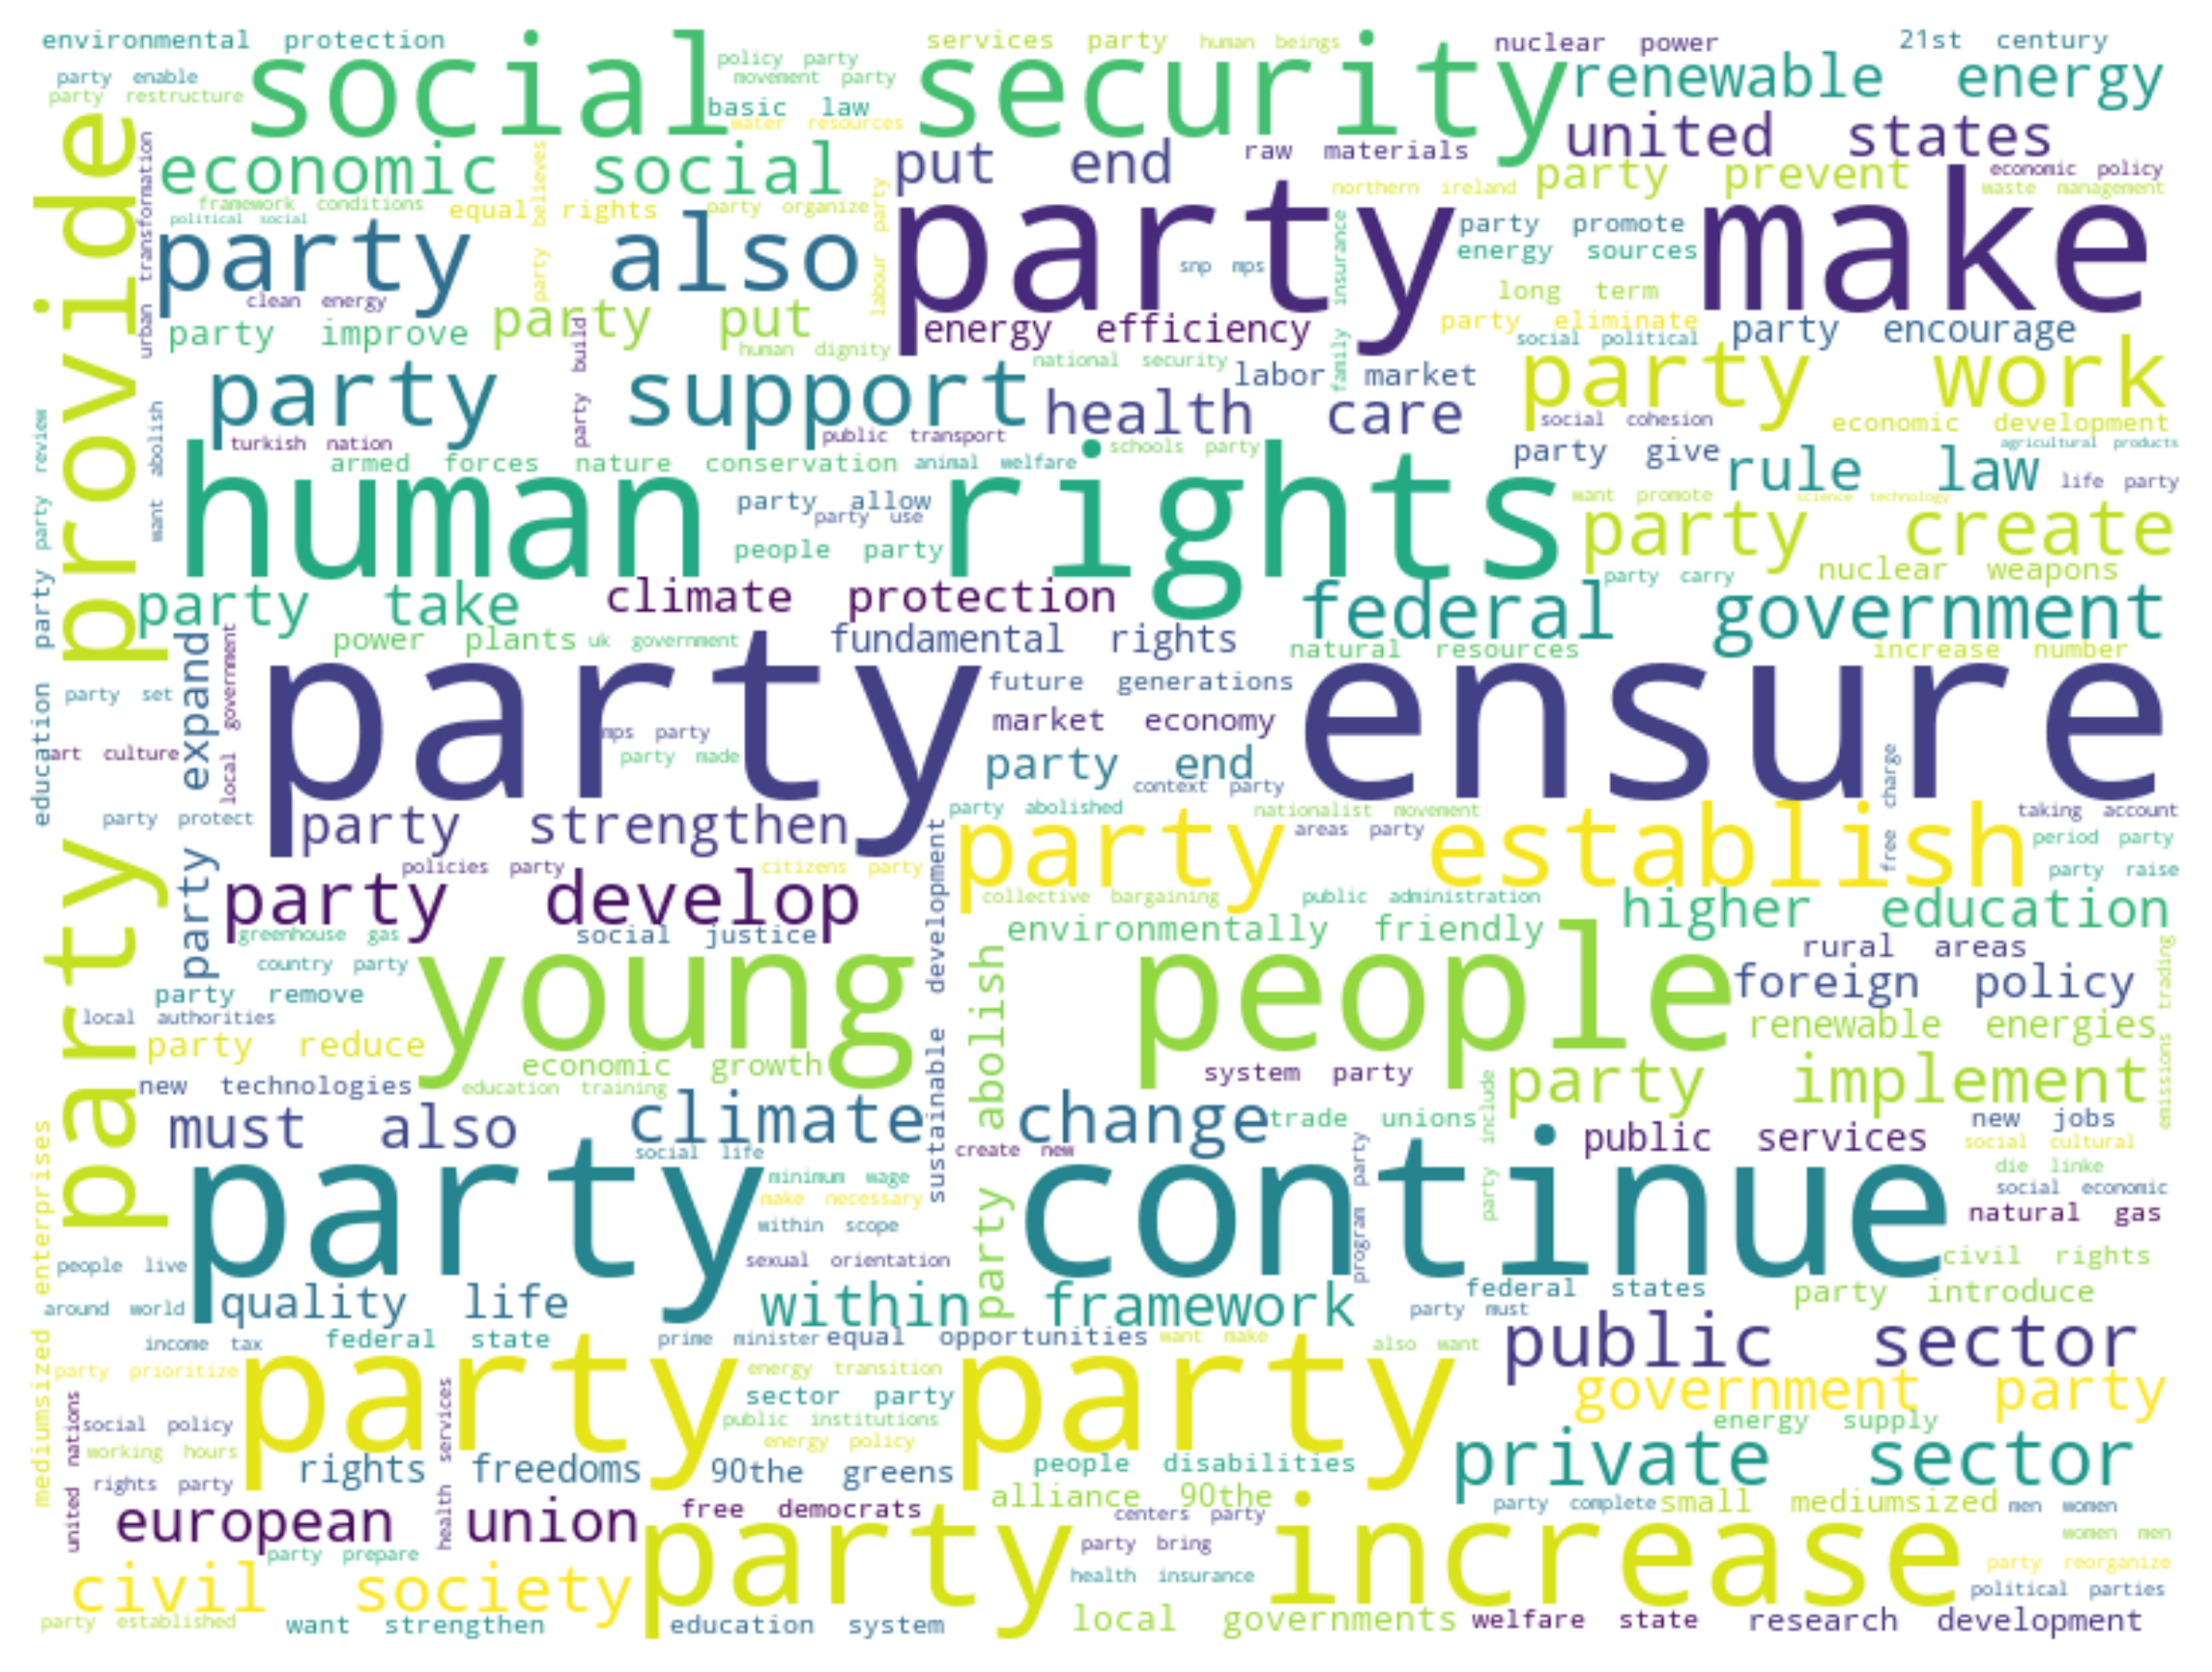 environmental protection
social security
policy party
movement party
services party
human beings
nuclear power
21st century
party enable
party restructure
basic law
water resources
renewable energy
united states
economic social
put end
raw materials
northern ireland
party prevent
economic policy
waste management
framework conditions
political social
equal rights
party organize
party believes
labour party
urban transformation
party provide
party also
party make
snp mps
family insurance
party promote
energy sources
long term
clean energy
party improve
party put
party build
human dignity
energy efficiency
party eliminate
social political
party encourage
national security
labor market
party work
party support
health care
social cohesion
economic development
agricultural products
want abolish
turkish nation
public transport
schools party
party give
rule law
life party
armed forces
nature conservation
animal welfare
human rights
party allow
party use
people party
want promote
science technology
party create
party carry
nuclear weapons
party take
climate protection
federal government
education party
party review
party expand
local government
power plants
uk government
fundamental rights
natural resources
increase number
party ensure
party set
future generations
market economy
mps party
party made
art culture
party end
context party
free charge
party protect
party strengthen
party abolished
nationalist movement
areas party
taking account
period party
party establish
party raise
policies party
citizens party
party develop
collective bargaining
public administration
higher education
greenhouse gas
social justice
sustainable development
environmentally friendly
rural areas
country party
young people
foreign policy
party remove
local authorities
party abolish
renewable energies
emissions trading
party reduce
economic growth
system party
new technologies
education training
party implement
must also
climate change
trade unions
party include
new jobs
public services
social cultural
social life
create new
die linke
social economic
mediumsized enterprises
party continue
minimum wage
make necessary
within scope
program party
natural gas
sexual orientation
people live
civil rights
around world
quality life
within framework
federal states
party introduce
party must
income tax
federal state
prime minister
equal opportunities
want make
also want
public sector
party prioritize
party party
energy transition
sector party
government party
social policy
public institutions
energy supply
working hours
energy policy
united nations
health services
rights freedoms
90the greens
people disabilities
private sector
rights party
alliance 90the
party complete
small mediumsized
men women
european union
free democrats
centers party
women men
party increase
party bring
party prepare
party reorganize
civil society
health insurance
political parties
party established
want strengthen
education system
local governments
welfare state
research development